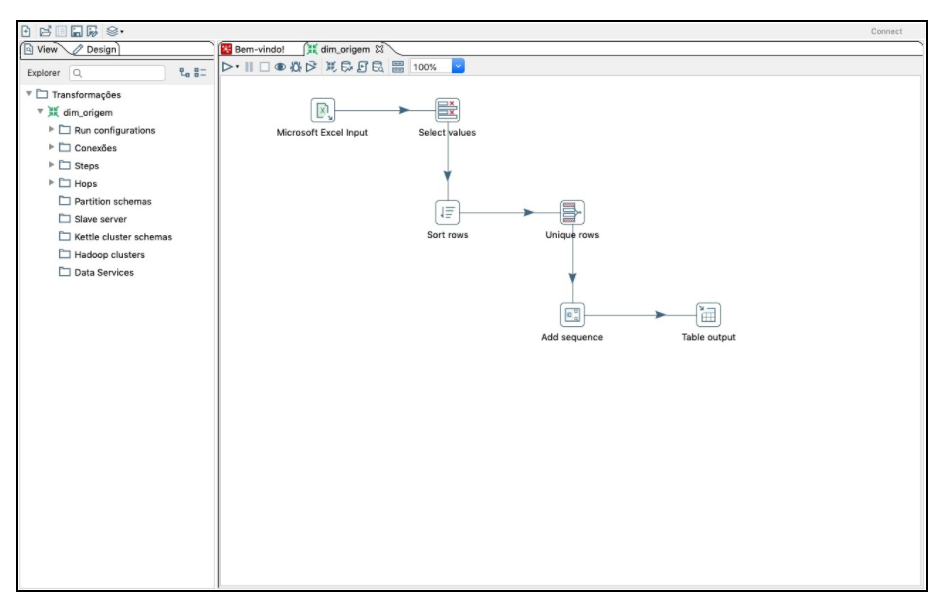 Connect
View
Design
Bem-vindo!
dim_origem
Explorer
100%
Transformações
dim_origem
Run configurations
Conexões
Steps
Hops
Partition schemas
Slave server
Kettle cluster schemas
Hadoop clusters
Data Services
Microsoft Excel Input
Select values
Sort rows
Unique rows
Add sequence
Table output